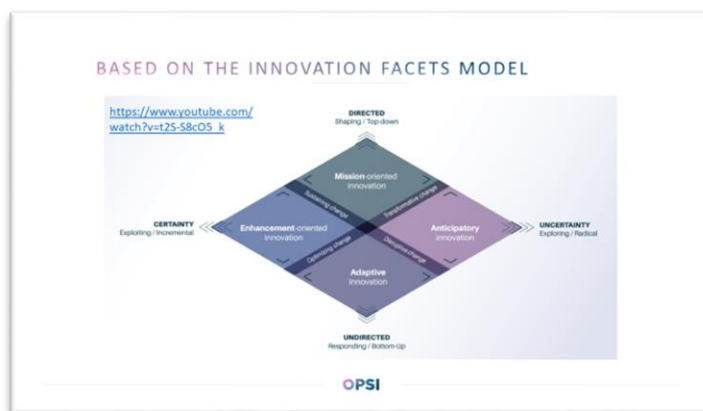 BASED ON THE INNOVATION FACETS MODEL
https://www.youtube.com/
watch?v=t2S-S8cO5_k
DIRECTED
Shaping / Top-down
Mission-oriented
innovation
Sustaining change
Transformative change
CERTAINTY
Exploiting / Incremental
Enhancement-oriented
innovation
Anticipatory
innovation
UNCERTAINTY
Exploring / Radical
Optimizing change
Disruptive change
Adaptive
innovation
UNDIRECTED
Responding / Bottom-Up
OPSI